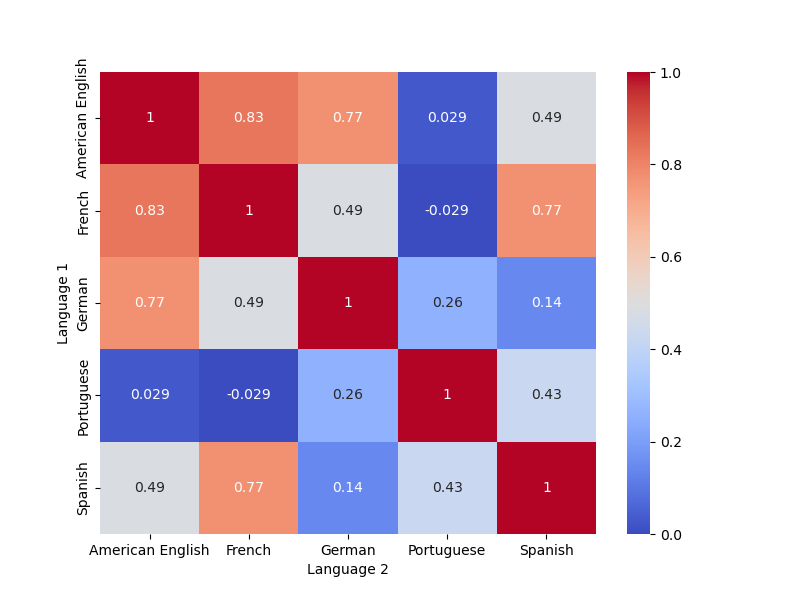 American English
1
0.83
0.77
0.029
0.49
French
0.83
1
0.49
-0.029
0.77
German
0.77
0.49
1
0.26
0.14
Portuguese
0.029
-0.029
0.26
1
0.43
Spanish
0.49
0.77
0.14
0.43
1
Language 1
American English
French
German
Portuguese
Spanish
Language 2
1.0
0.8
0.6
0.4
0.2
0.0